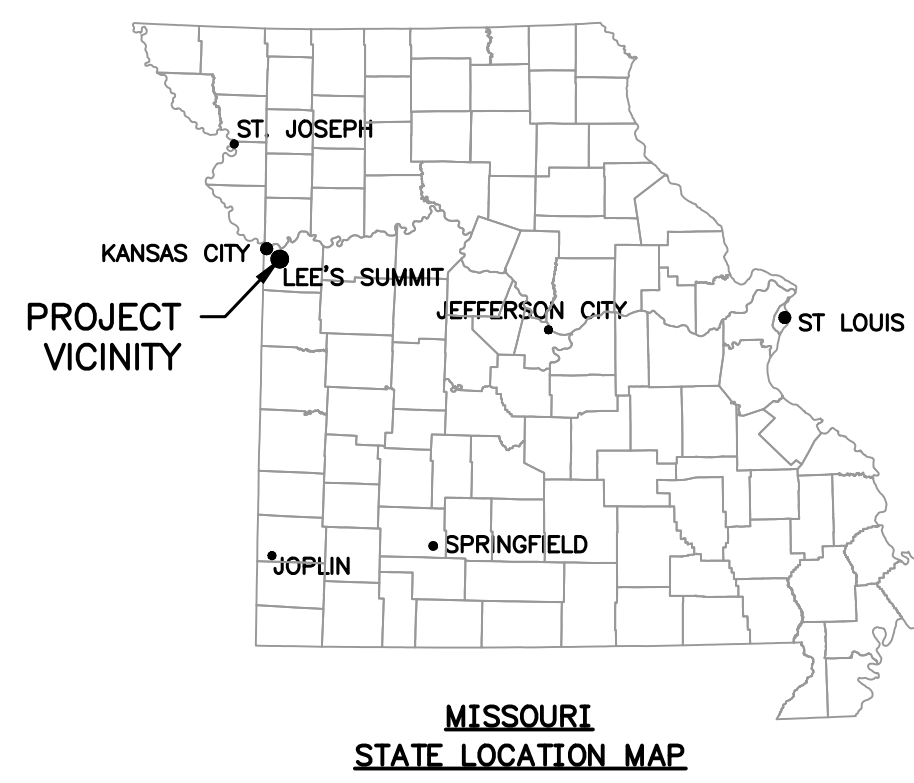 ST. JOSEPH
KANSAS CITY
LEE'S SUMMIT
PROJECT
VICINITY
JEFFERSON CITY
ST LOUIS
SPRINGFIELD
JOPLIN
MISSOURI
STATE LOCATION MAP